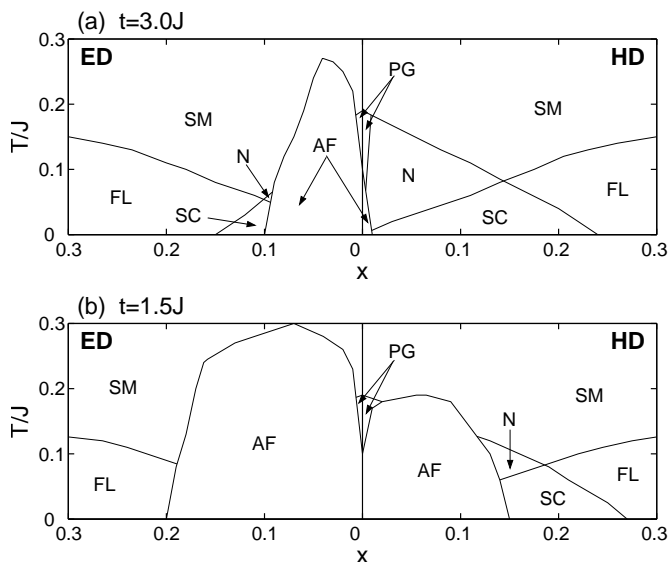 (a) t=3.0J
0.3 ED PG HD
0.2 SM SM
T/J
0.1 N AF N
FL SC SC FL
0
0.3 0.2 0.1 0 0.1 0.2 0.3
x
(b) t=1.5J
0.3 ED PG HD
0.2 SM N SM
T/J
0.1 AF AF
FL SC FL
0
0.3 0.2 0.1 0 0.1 0.2 0.3
x